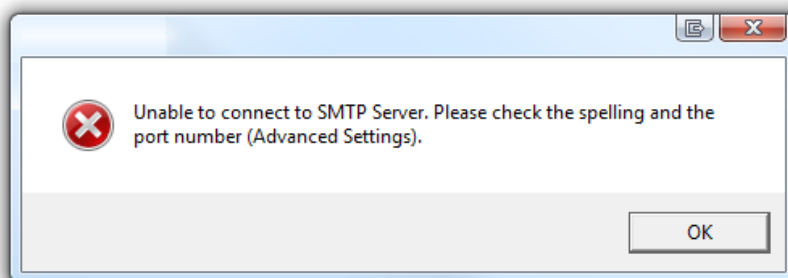 Unable to connect to SMTP Server. Please check the spelling and the
port number (Advanced Settings).
OK